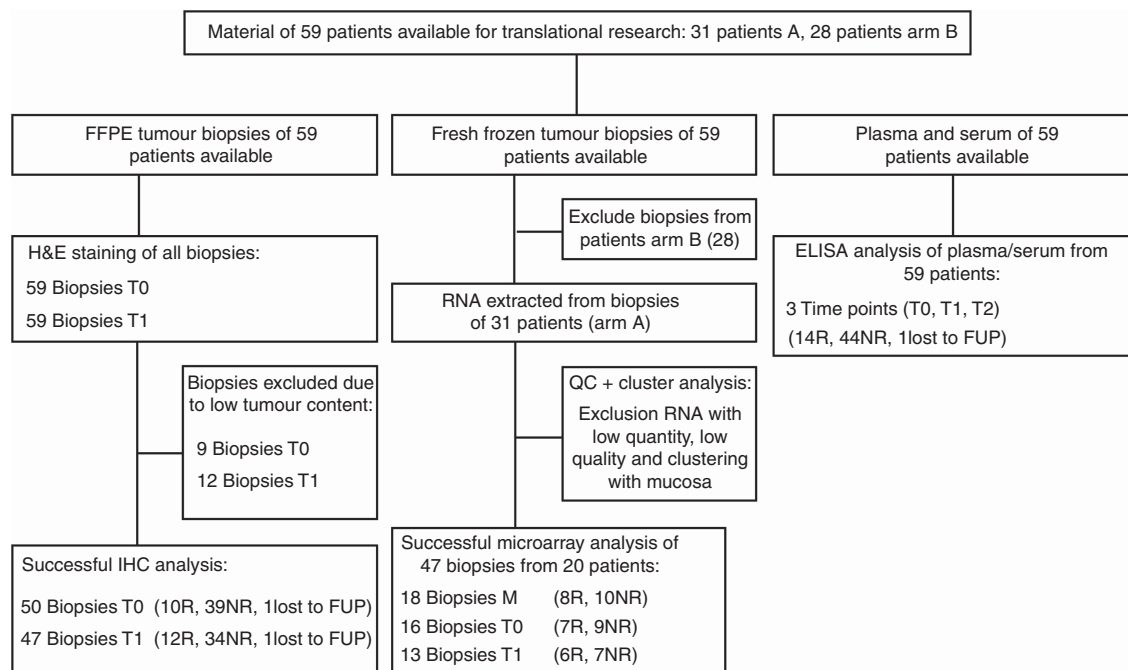 Material of 59 patients available for translational research: 31 patients A, 28 patients arm B
FFPE tumour biopsies of 59
patients available
Fresh frozen tumour biopsies of 59
patients available
Plasma and serum of 59
patients available
Exclude biopsies from
patients arm B (28)
H&E staining of all biopsies:
59 Biopsies T0
59 Biopsies T1
RNA extracted from biopsies
of 31 patients (arm A)
ELISA analysis of plasma/serum from
59 patients:
3 Time points (T0, T1, T2)
(14R, 44NR, 1lost to FUP)
Biopsies excluded due
to low tumour content:
9 Biopsies T0
12 Biopsies T1
QC + cluster analysis:
Exclusion RNA with
low quantity, low
quality and clustering
with mucosa
Successful IHC analysis:
50 Biopsies T0 (10R, 39NR, 1lost to FUP)
47 Biopsies T1 (12R, 34NR, 1lost to FUP)
Successful microarray analysis of
47 biopsies from 20 patients:
18 Biopsies M (8R, 10NR)
16 Biopsies T0 (7R, 9NR)
13 Biopsies T1 (6R, 7NR)